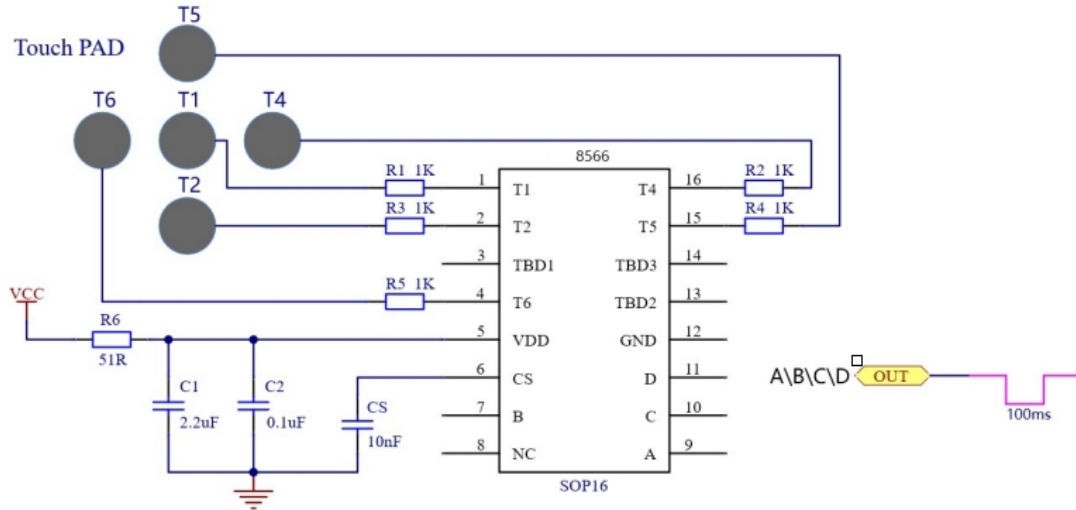 T5
Touch PAD
T6
T1
T4
8566
R1 1K
1
T1
T4
16
R2 1K
T2
R3 1K
2
T2
T5
15
R4 1K
3
TBD1
TBD3
14
R5 1K
4
T6
TBD2
13
VCC
R6
51R
5
VDD
GND
12
6
CS
D
11
A\B\C\D
OUT
C1
2.2uF
C2
0.1uF
CS
10nF
7
B
C
10
100ms
8
NC
A
9
SOP16